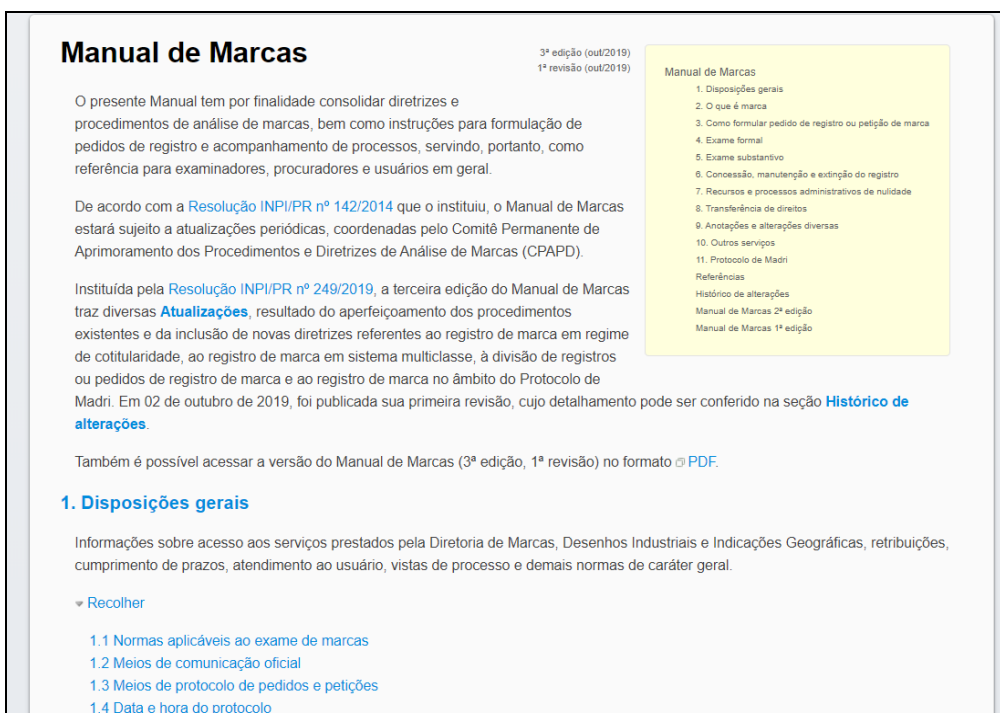 Manual de Marcas
3ª edição (out/2019)
1ª revisão (out/2019)
O presente Manual tem por finalidade consolidar diretrizes e
procedimentos de análise de marcas, bem como instruções para formulação de
pedidos de registro e acompanhamento de processos, servindo, portanto, como
referência para examinadores, procuradores e usuários em geral.
De acordo com a Resolução INPI/PR nº 142/2014 que o instituiu, o Manual de Marcas
estará sujeito a atualizações periódicas, coordenadas pelo Comitê Permanente de
Aprimoramento dos Procedimentos e Diretrizes de Análise de Marcas (CPAPD).
Instituída pela Resolução INPI/PR nº 249/2019, a terceira edição do Manual de Marcas
traz diversas Atualizações, resultado do aperfeiçoamento dos procedimentos
existentes e da inclusão de novas diretrizes referentes ao registro de marca em regime
de cotitularidade, ao registro de marca em sistema multiclasse, à divisão de registros
ou pedidos de registro de marca e ao registro de marca no âmbito do Protocolo de
Madri. Em 02 de outubro de 2019, foi publicada sua primeira revisão, cujo detalhamento pode ser conferido na seção Histórico de
alterações.
Também é possível acessar a versão do Manual de Marcas (3ª edição, 1ª revisão) no formato PDF.
Manual de Marcas
1. Disposições gerais
2. O que é marca
3. Como formular pedido de registro ou petição de marca
4. Exame formal
5. Exame substantivo
6. Concessão, manutenção e extinção do registro
7. Recursos e processos administrativos de nulidade
8. Transferência de direitos
9. Anotações e alterações diversas
10. Outros serviços
11. Protocolo de Madri
Referências
Histórico de alterações
Manual de Marcas 2ª edição
Manual de Marcas 1ª edição
1. Disposições gerais
Informações sobre acesso aos serviços prestados pela Diretoria de Marcas, Desenhos Industriais e Indicações Geográficas, retribuições,
cumprimento de prazos, atendimento ao usuário, vistas de processo e demais normas de caráter geral.
Recolher
1.1 Normas aplicáveis ao exame de marcas
1.2 Meios de comunicação oficial
1.3 Meios de protocolo de pedidos e petições
1.4 Data e hora do protocolo